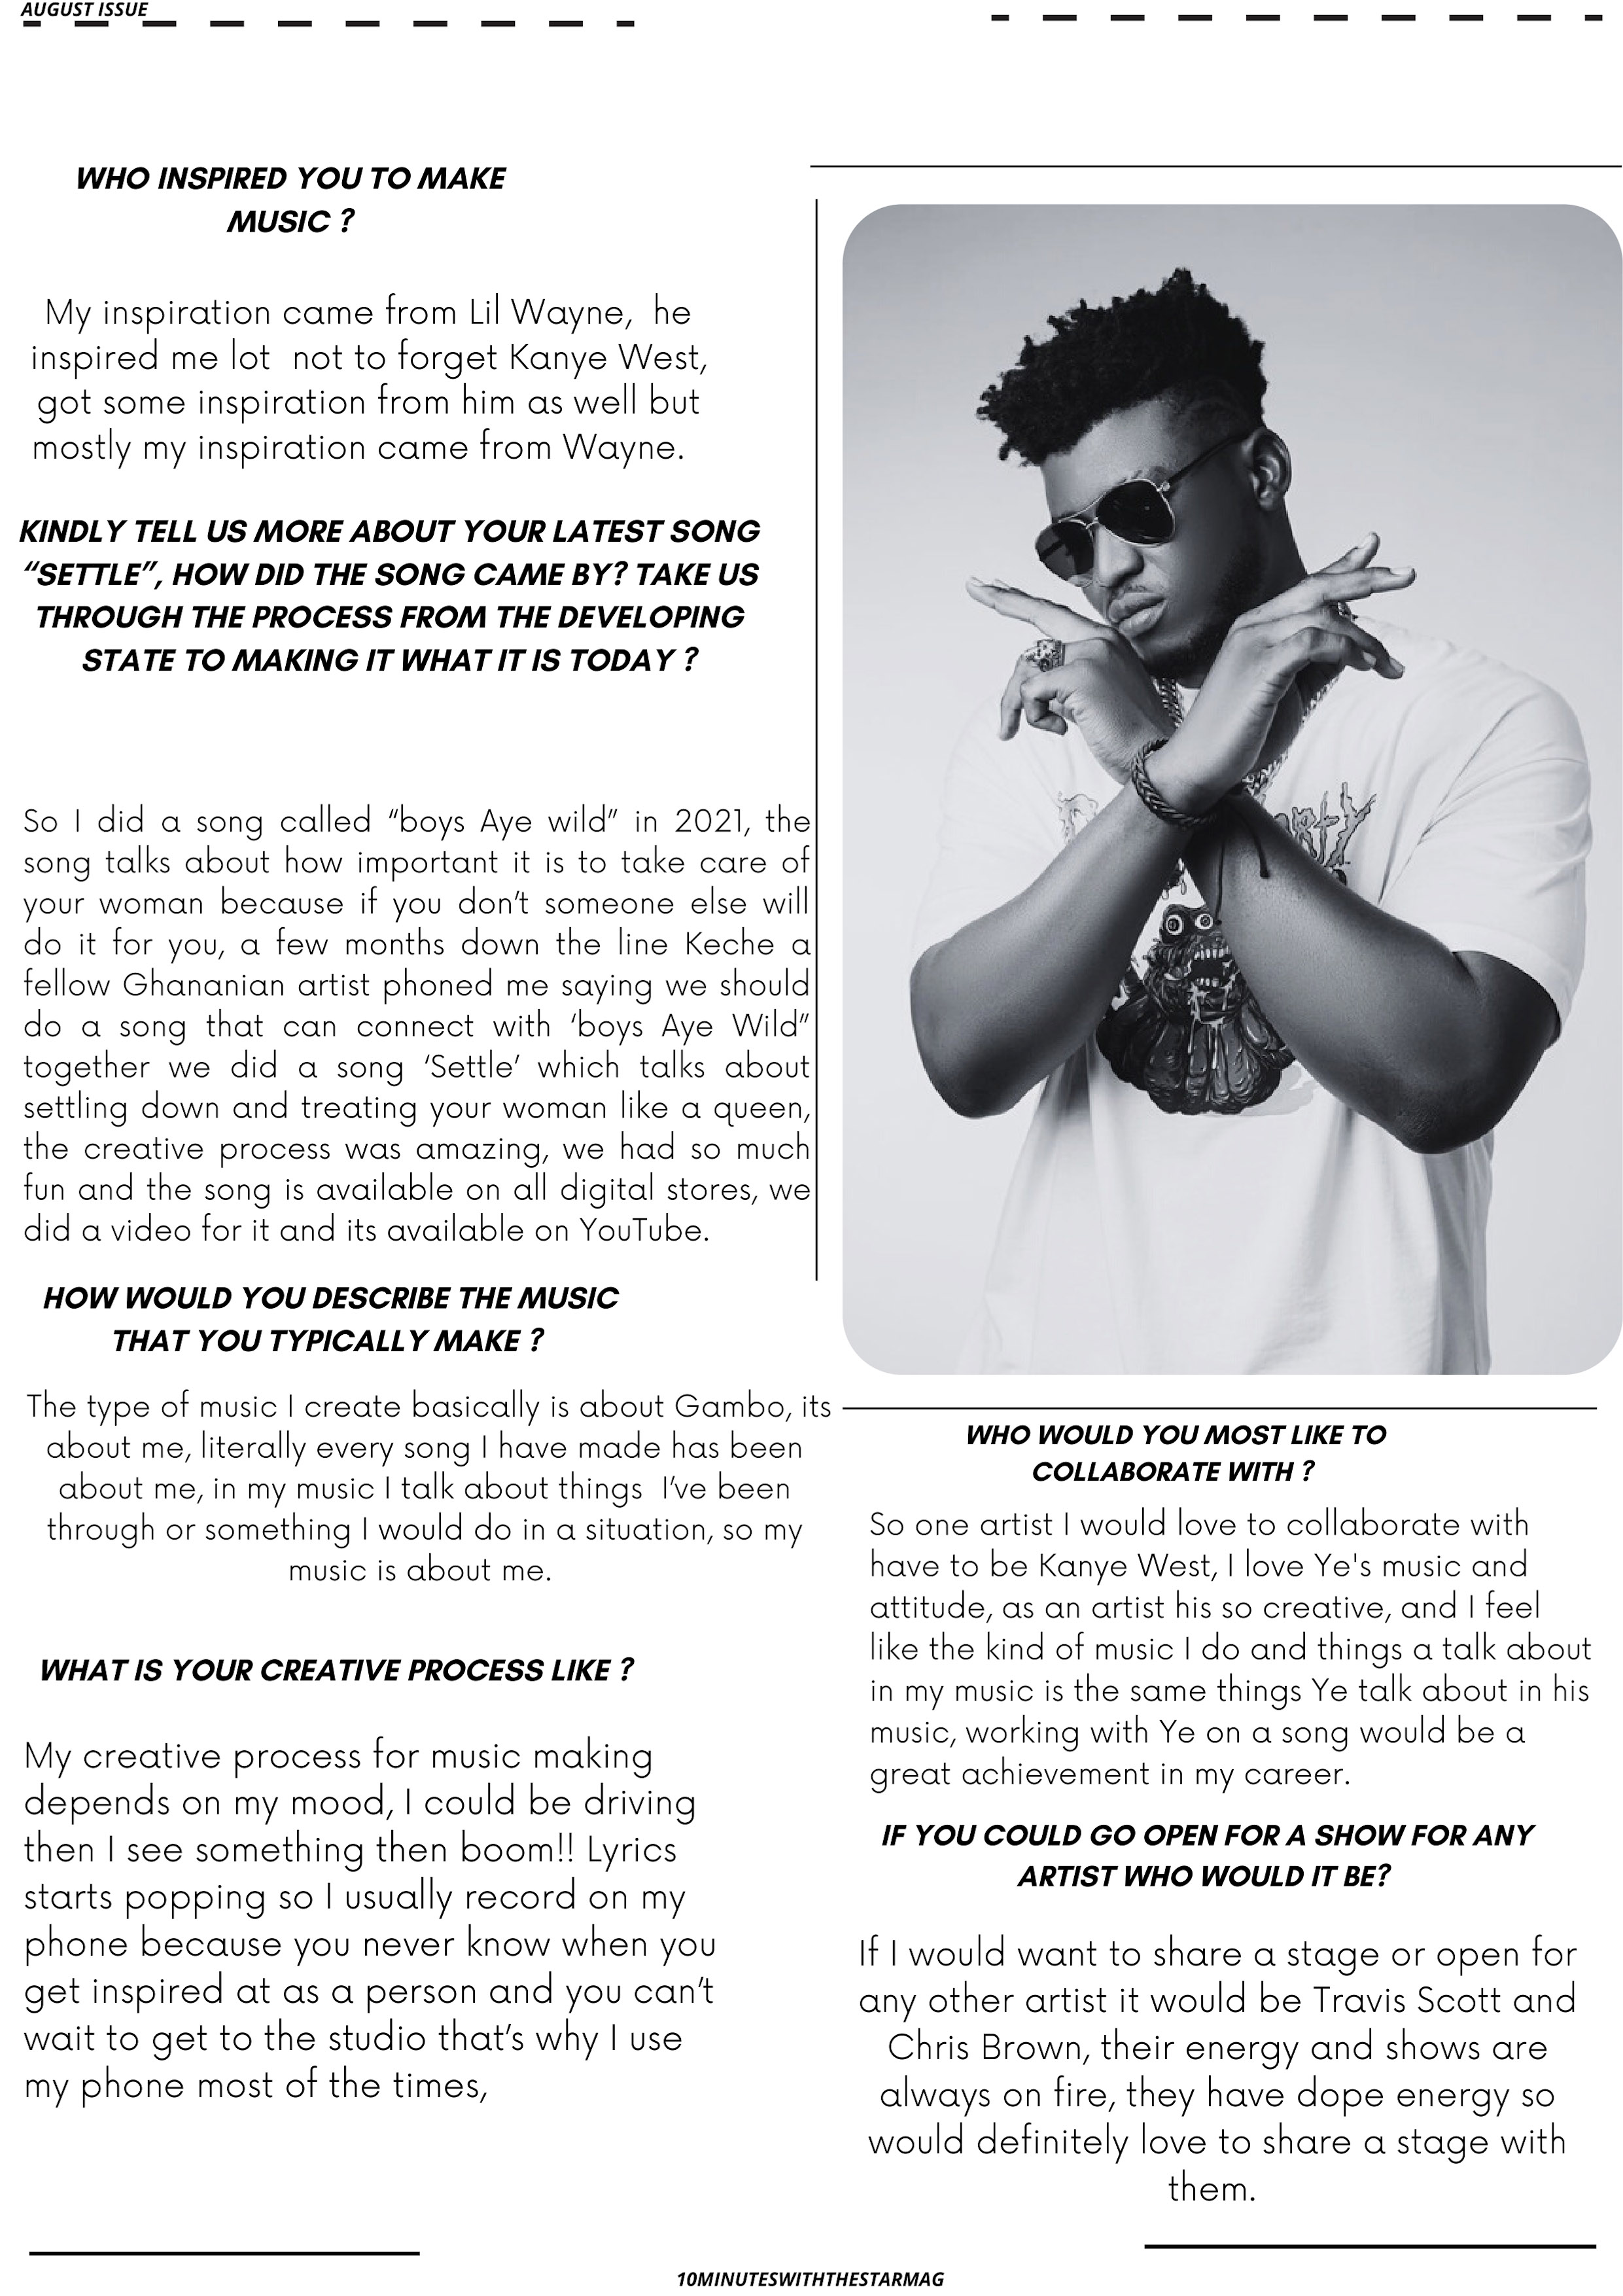 AUGUST ISSUE
WHO INSPIRED YOU TO MAKE
MUSIC ?
My inspiration came from Lil Wayne, he
inspired me lot not to forget Kanye West,
got some inspiration from him as well but
mostly my inspiration came from Wayne.
KINDLY TELL US MORE ABOUT YOUR LATEST SONG
“SETTLE”, HOW DID THE SONG CAME BY? TAKE US
THROUGH THE PROCESS FROM THE DEVELOPING
STATE TO MAKING IT WHAT IT IS TODAY ?
So I did a song called “boys Aye wild” in 2021, the
song talks about how important it is to take care of
your woman because if you don’t someone else will
do it for you, a few months down the line Keche a
fellow Ghananian artist phoned me saying we should
do a song that can connect with ‘boys Aye Wild”
together we did a song ‘Settle’ which talks about
settling down and treating your woman like a queen,
the creative process was amazing, we had so much
fun and the song is available on all digital stores, we
did a video for it and its available on YouTube.
HOW WOULD YOU DESCRIBE THE MUSIC
THAT YOU TYPICALLY MAKE ?
The type of music I create basically is about Gambo, its
about me, literally every song I have made has been
about me, in my music I talk about things I’ve been
through or something I would do in a situation, so my
music is about me.
WHAT IS YOUR CREATIVE PROCESS LIKE ?
My creative process for music making
depends on my mood, I could be driving
then I see something then boom!! Lyrics
starts popping so I usually record on my
phone because you never know when you
get inspired at as a person and you can’t
wait to get to the studio that’s why I use
my phone most of the times,
WHO WOULD YOU MOST LIKE TO
COLLABORATE WITH ?
So one artist I would love to collaborate with
have to be Kanye West, I love Ye's music and
attitude, as an artist his so creative, and I feel
like the kind of music I do and things a talk about
in my music is the same things Ye talk about in his
music, working with Ye on a song would be a
great achievement in my career.
IF YOU COULD GO OPEN FOR A SHOW FOR ANY
ARTIST WHO WOULD IT BE?
If I would want to share a stage or open for
any other artist it would be Travis Scott and
Chris Brown, their energy and shows are
always on fire, they have dope energy so
would definitely love to share a stage with
them.
10MINUTESWITHTHESTARMAG